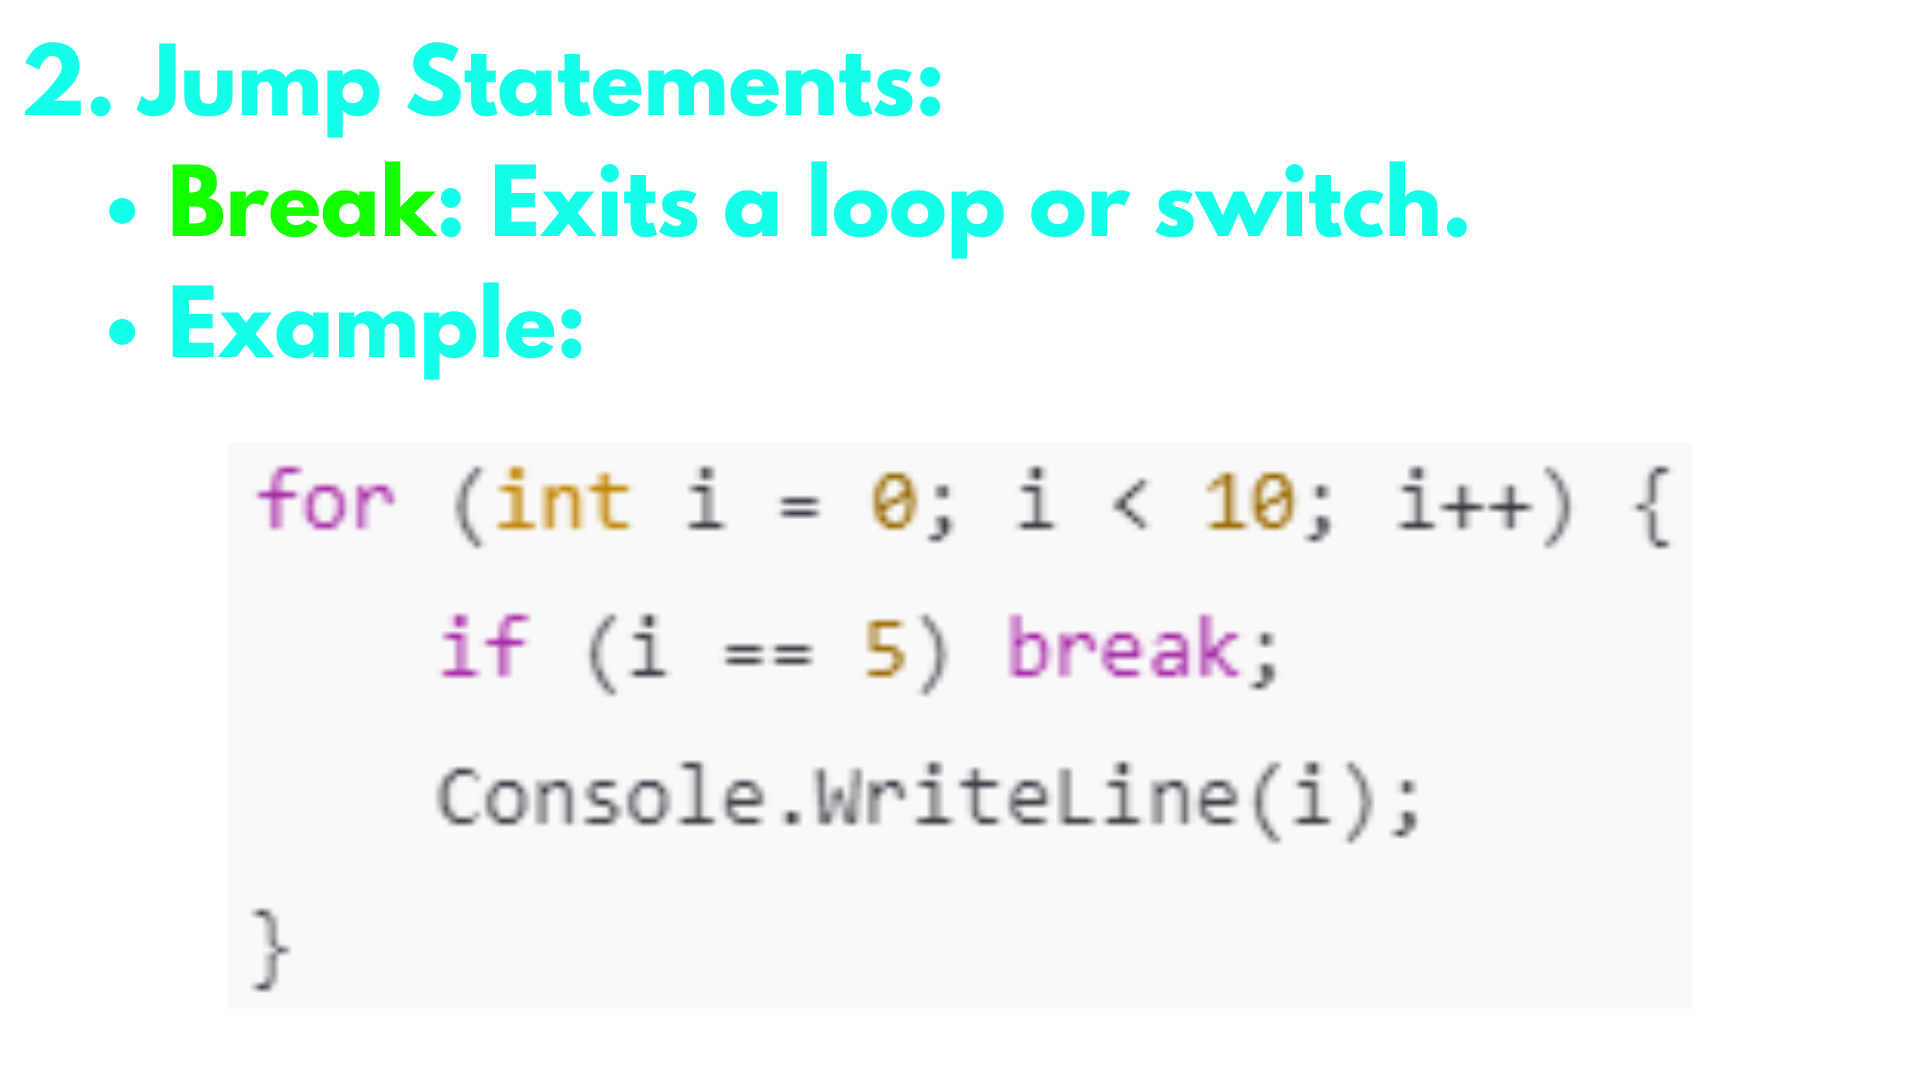 2. Jump Statements:
• Break: Exits a loop or switch.
• Example:
for (int i = 0; i < 10; i++) {
    if (i == 5) break;
    Console.WriteLine(i);
}